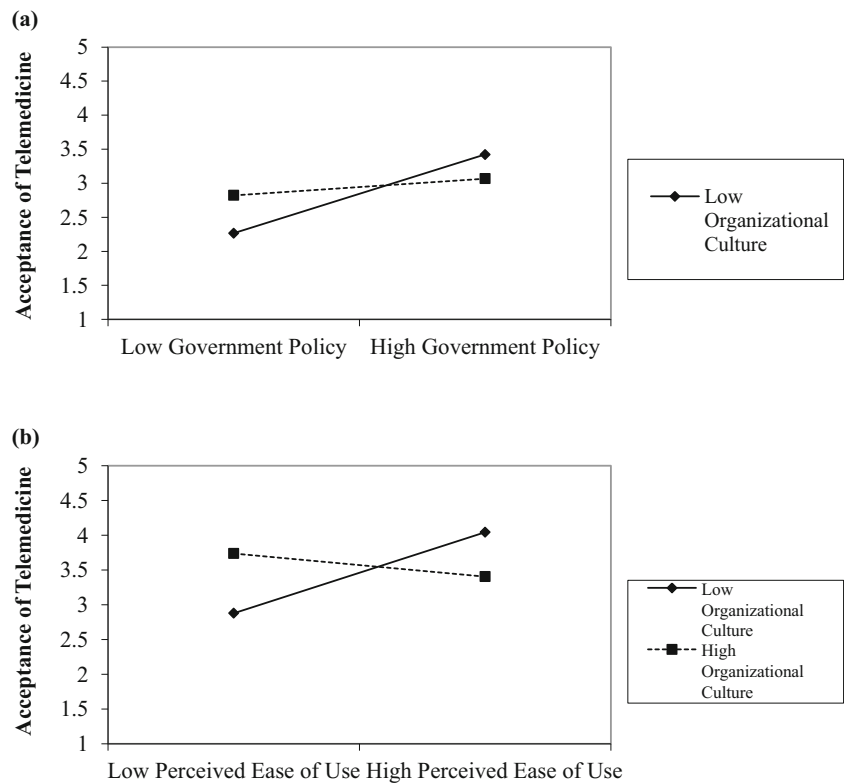 (a)
Acceptance of Telemedicine
5
4.5
4
3.5
3
2.5
2
1.5
1
Low Government Policy
High Government Policy
Low
Organizational
Culture
(b)
Acceptance of Telemedicine
5
4.5
4
3.5
3
2.5
2
1.5
1
Low Perceived Ease of Use High Perceived Ease of Use
Low
Organizational
Culture
High
Organizational
Culture